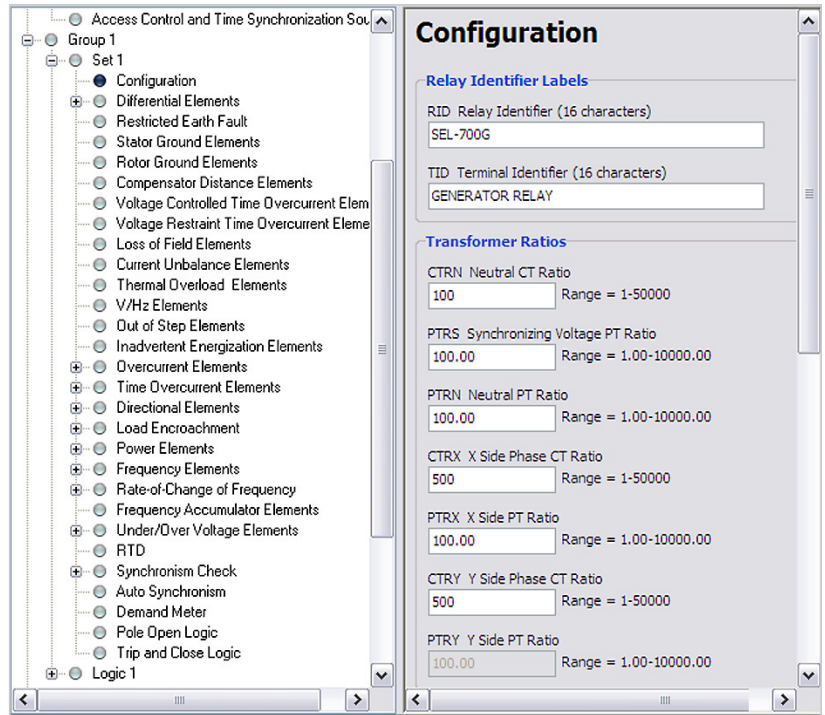 Access Control and Time Synchronization Sou
Group 1
Set 1
Configuration
Differential Elements
Restricted Earth Fault
Stator Ground Elements
Rotor Ground Elements
Compensator Distance Elements
Voltage Controlled Time Overcurrent Elem
Voltage Restraint Time Overcurrent Eleme
Loss of Field Elements
Current Unbalance Elements
Thermal Overload Elements
V/Hz Elements
Out of Step Elements
Inadvertent Energization Elements
Overcurrent Elements
Time Overcurrent Elements
Directional Elements
Load Encroachment
Power Elements
Frequency Elements
Rate-of-Change of Frequency
Frequency Accumulator Elements
Under/Over Voltage Elements
RTD
Synchronism Check
Auto Synchronism
Demand Meter
Pole Open Logic
Trip and Close Logic
Logic 1
Configuration
Relay Identifier Labels
RID Relay Identifier (16 characters)
SEL-700G
TID Terminal Identifier (16 characters)
GENERATOR RELAY
Transformer Ratios
CTRN Neutral CT Ratio
100 Range = 1-50000
PTRS Synchronizing Voltage PT Ratio
100.00 Range = 1.00-10000.00
PTRN Neutral PT Ratio
100.00 Range = 1.00-10000.00
CTRX X Side Phase CT Ratio
500 Range = 1-50000
PTRX X Side PT Ratio
100.00 Range = 1.00-10000.00
CTRY Y Side Phase CT Ratio
500 Range = 1-50000
PTRY Y Side PT Ratio
100.00 Range = 1.00-10000.00